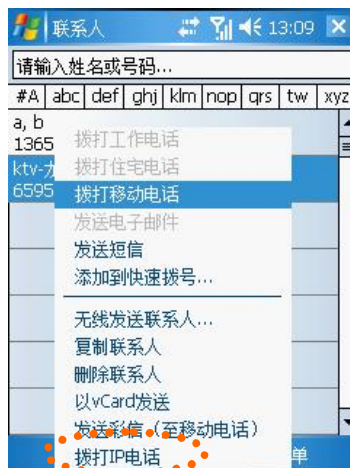 联系人 13:09
请输入姓名或号码...
#A abc def ghj klm nop qrs tw xyz
a, b
1365
ktv-
6595
拨打工作电话
拨打住宅电话
拨打移动电话
发送电子邮件
发送短信
添加到快速拨号...
无线发送联系人...
复制联系人
删除联系人
以vCard发送
发送彩信（至移动电话）
拨打IP电话
单